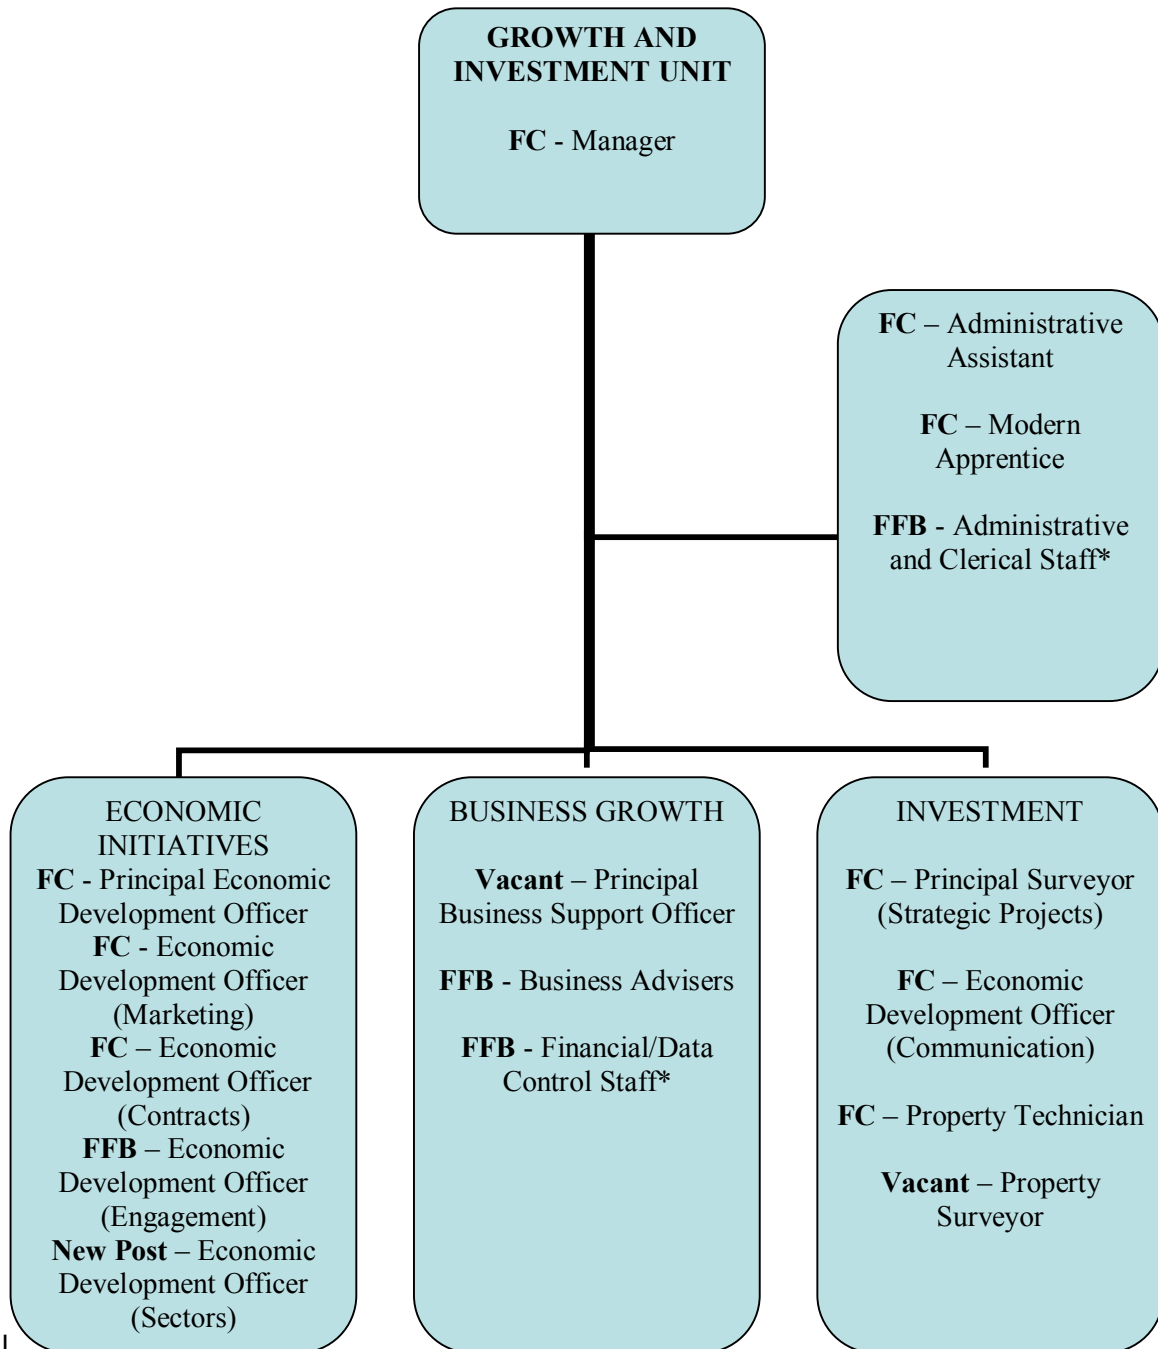 GROWTH AND
INVESTMENT UNIT
FC - Manager
FC – Administrative
Assistant
FC – Modern
Apprentice
FFB - Administrative
and Clerical Staff*
ECONOMIC
INITIATIVES
FC - Principal Economic
Development Officer
FC - Economic
Development Officer
(Marketing)
FC – Economic
Development Officer
(Contracts)
FFB – Economic
Development Officer
(Engagement)
New Post – Economic
Development Officer
(Sectors)
BUSINESS GROWTH
Vacant – Principal
Business Support Officer
FFB - Business Advisers
FFB - Financial/Data
Control Staff*
INVESTMENT
FC – Principal Surveyor
(Strategic Projects)
FC – Economic
Development Officer
(Communication)
FC – Property Technician
Vacant – Property
Surveyor